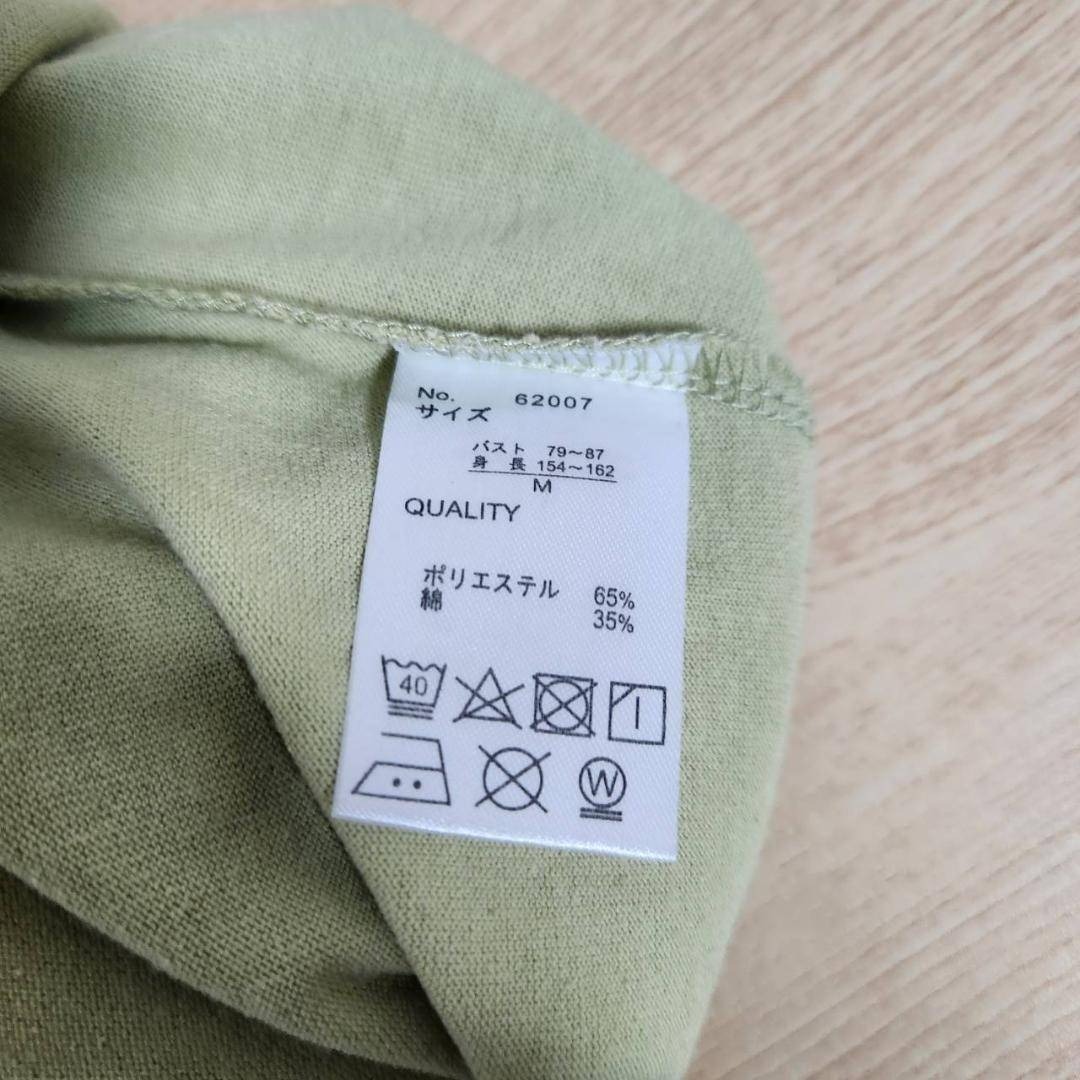 No. 62007
サイズ
バスト 79～87
身 長 154～162
M
QUALITY
ポリエステル 65%
綿 35%
40
W